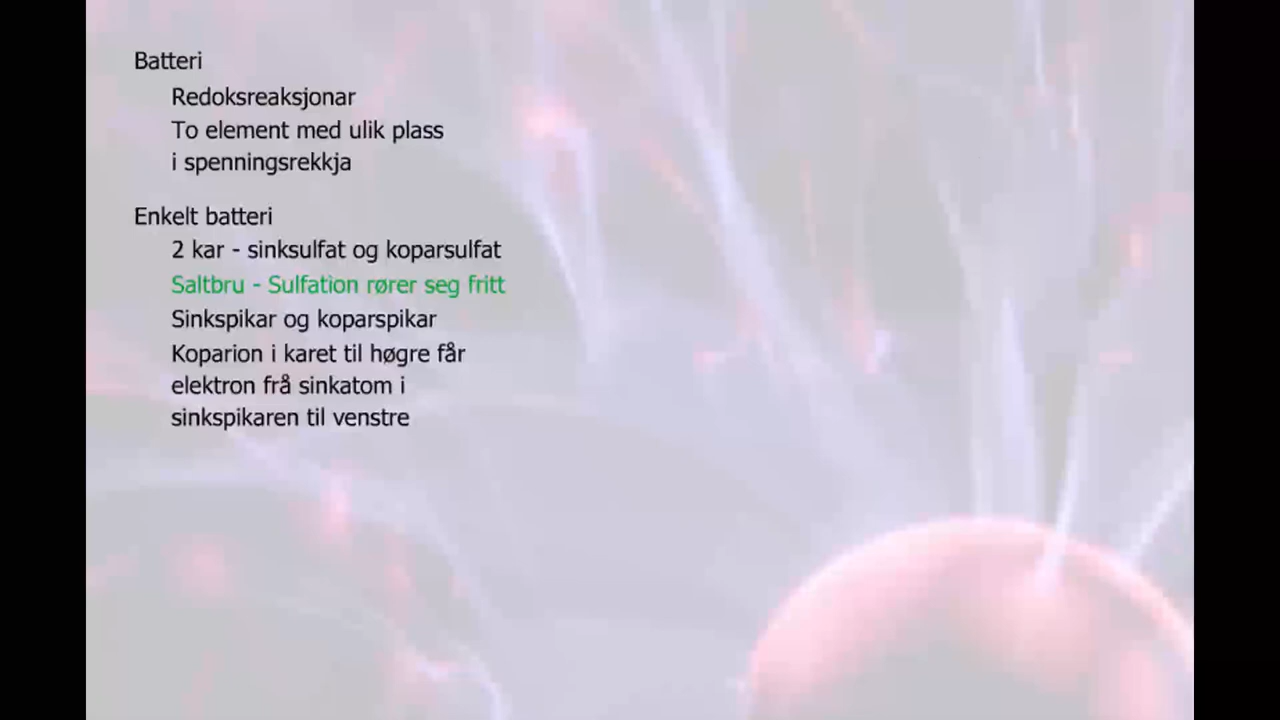 Batteri
Redoksreaksjonar
To element med ulik plass
i spenningsrekkja
Enkelt batteri
2 kar - sinksulfat og koparsulfat
Saltbru - Sulfation rører seg fritt
Sinkspikar og koparspikar
Koparion i karet til høgre får
elektron frå sinkatom i
sinkspikaren til venstre